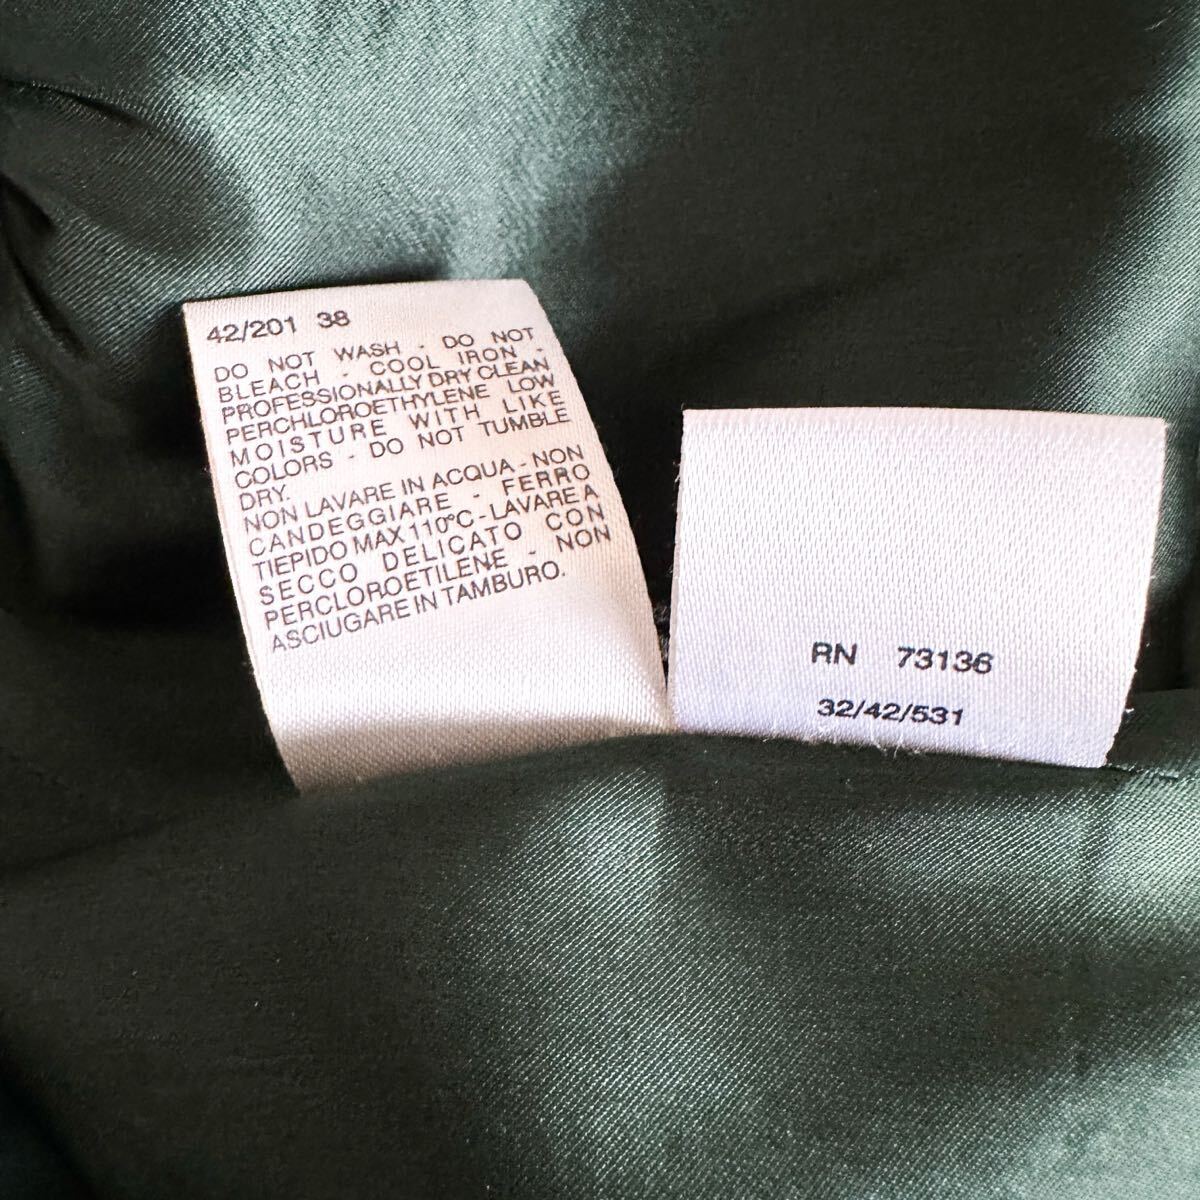 42/201 38
DO NOT WASH - DO NOT
BLEACH - COOL IRON -
PROFESSIONALLY DRY CLEAN
PERCHLOROETHYLENE LOW
MOISTURE WITH LIKE
COLORS - DO NOT TUMBLE
DRY.
NON LAVARE IN ACQUA - NON
CANDEGGIARE - FERRO
TIEPIDO MAX 110°C - LAVARE A
SECCO DELICATO CON
PERCLOROETILENE - NON
ASCIUGARE IN TAMBURO.
RN 73136
32/42/531